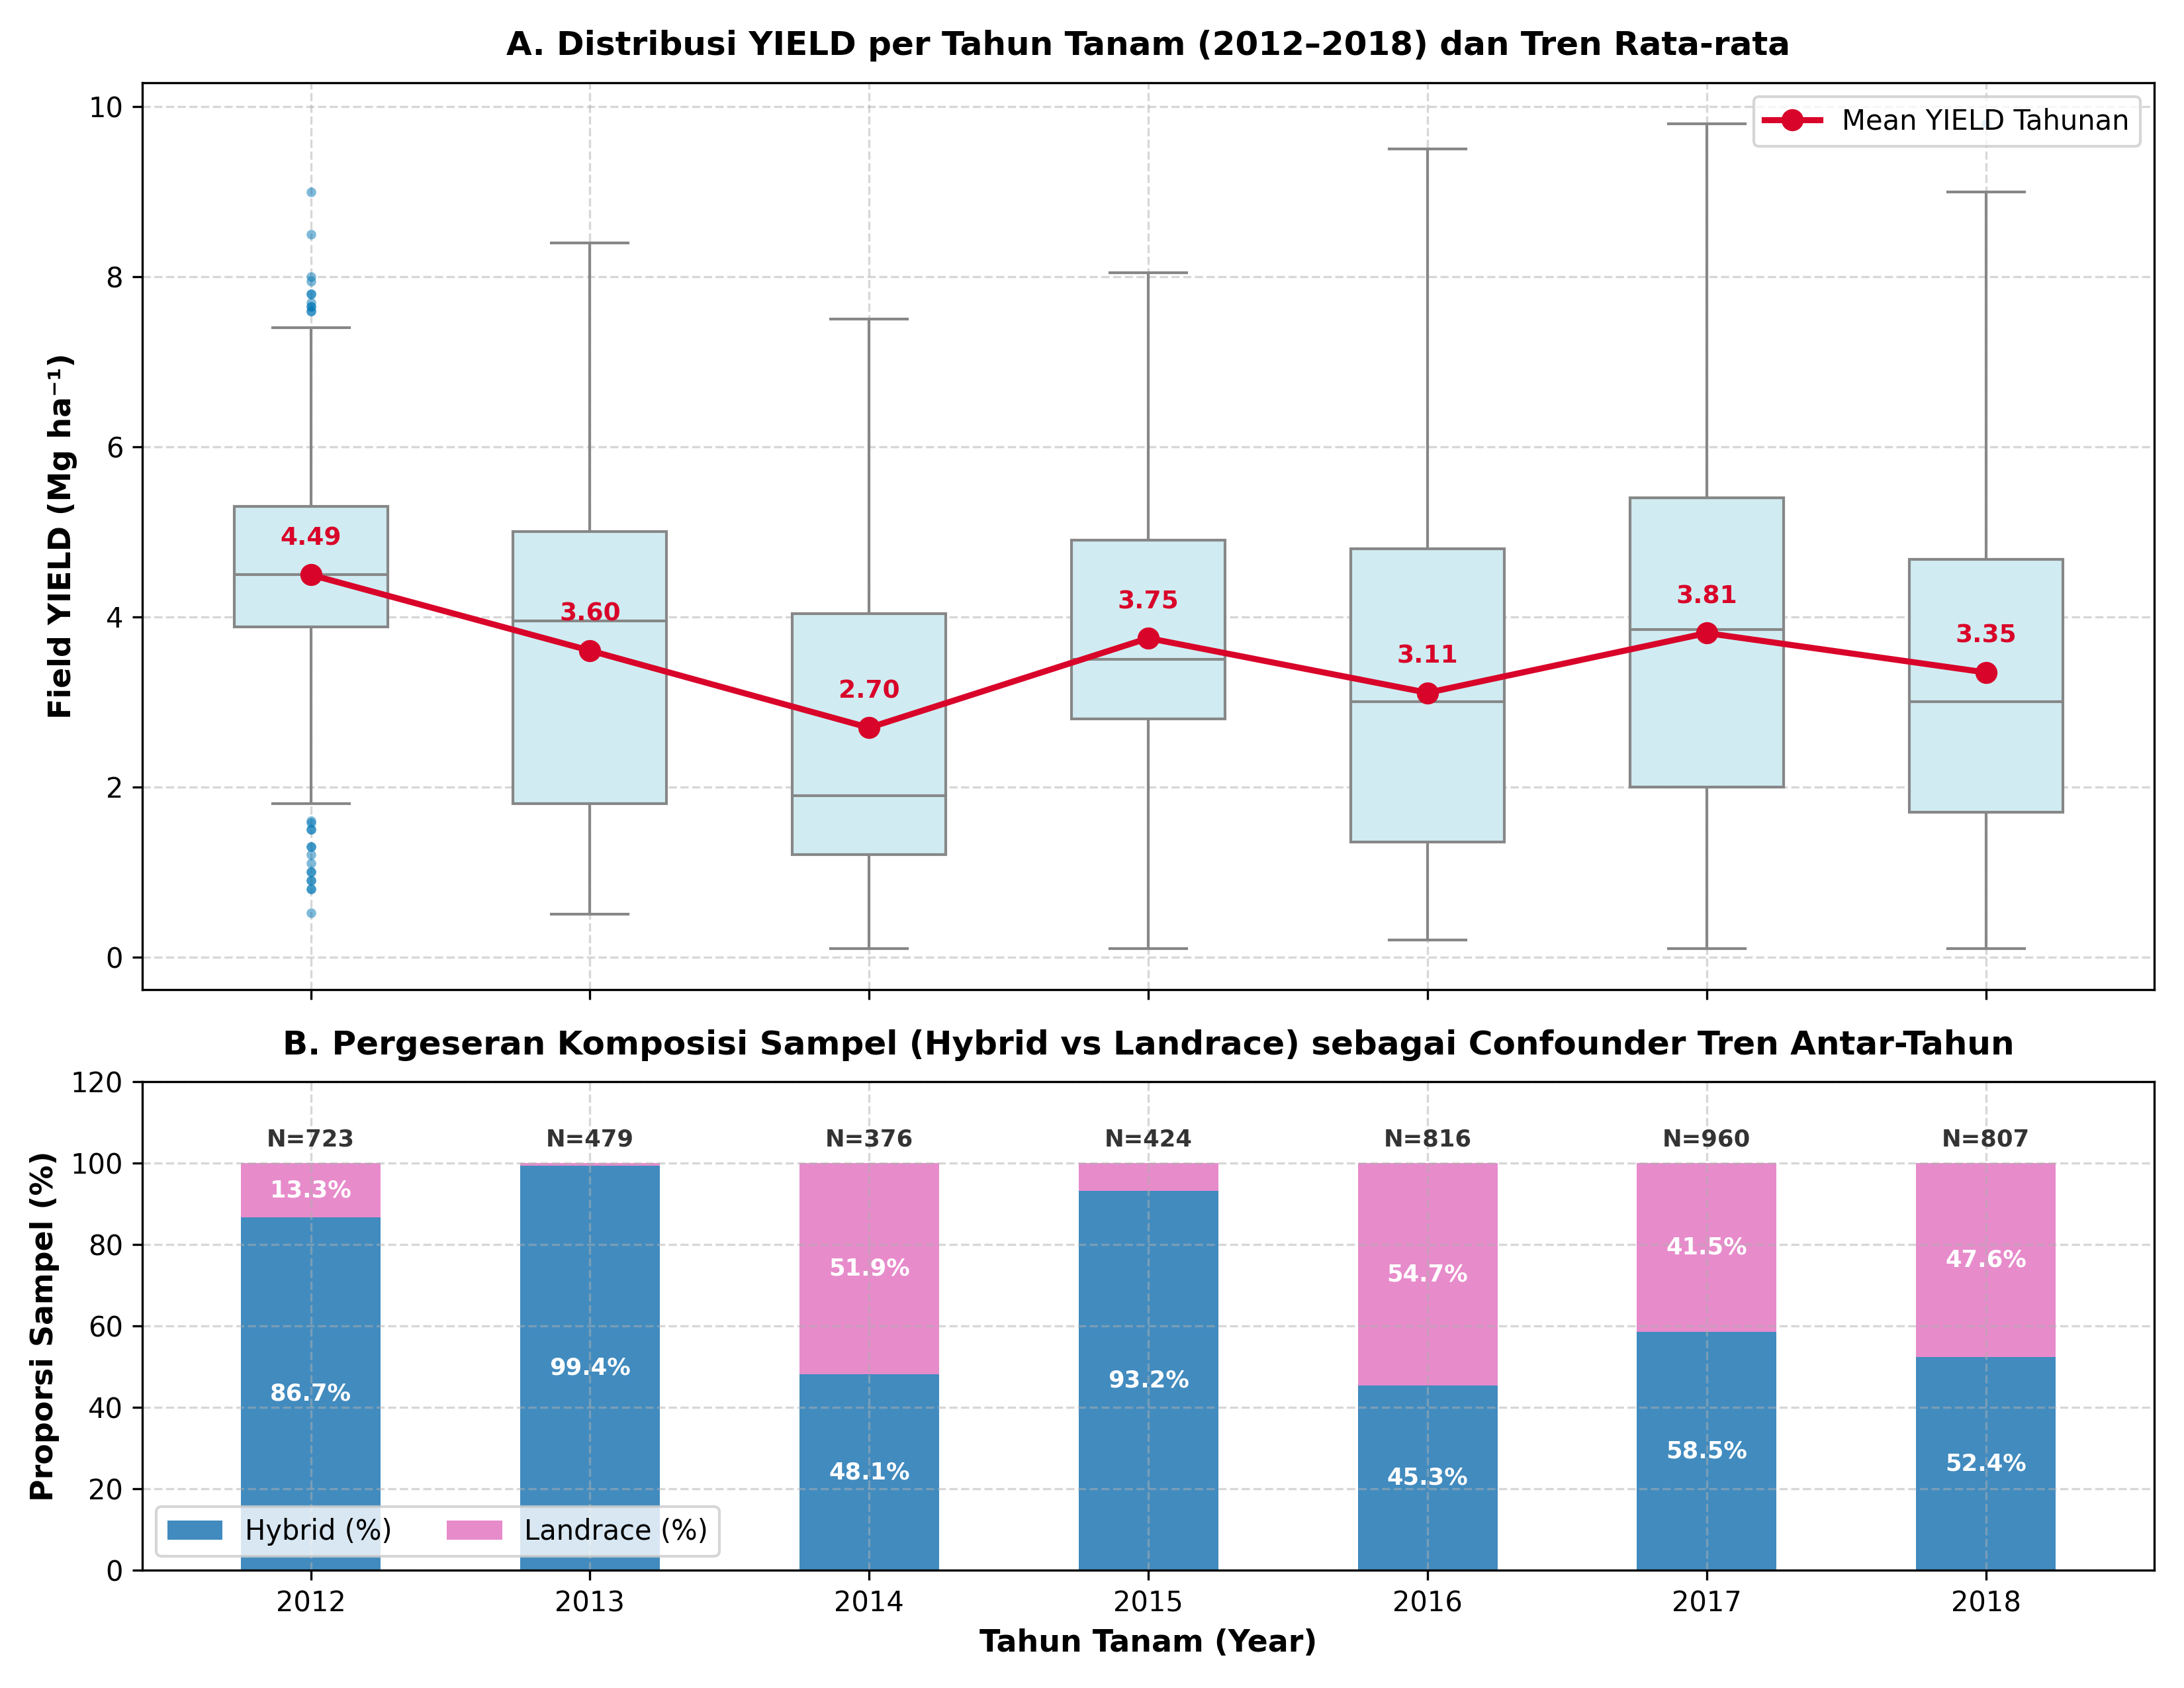 A. Distribusi YIELD per Tahun Tanam (2012–2018) dan Tren Rata-rata
Field YIELD (Mg ha⁻¹)
10
8
6
4
2
0
Mean YIELD Tahunan
4.49
3.60
2.70
3.75
3.11
3.81
3.35
B. Pergeseran Komposisi Sampel (Hybrid vs Landrace) sebagai Confounder Tren Antar-Tahun
Proporsi Sampel (%)
120
100
80
60
40
20
0
N=723 N=479 N=376 N=424 N=816 N=960 N=807
13.3% 51.9% 54.7% 41.5% 47.6%
86.7% 99.4% 48.1% 93.2% 45.3% 58.5% 52.4%
Hybrid (%) Landrace (%)
2012 2013 2014 2015 2016 2017 2018
Tahun Tanam (Year)